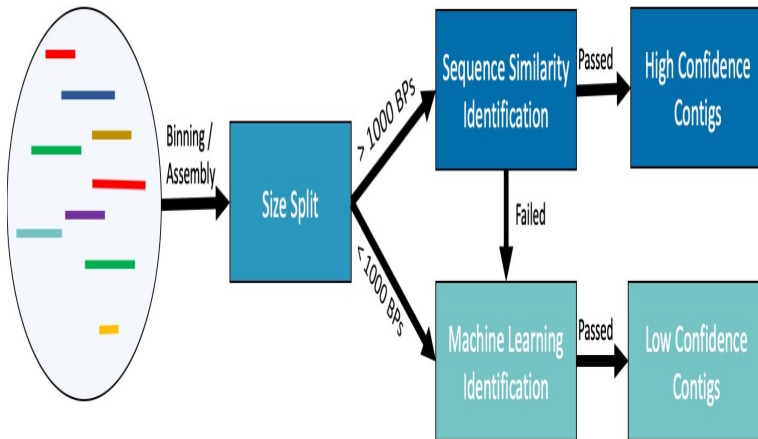 Binning /
Assembly
Size Split
> 1000 BPs
< 1000 BPs
Sequence Similarity
Identification
Passed
High Confidence
Contigs
Failed
Machine Learning
Identification
Passed
Low Confidence
Contigs